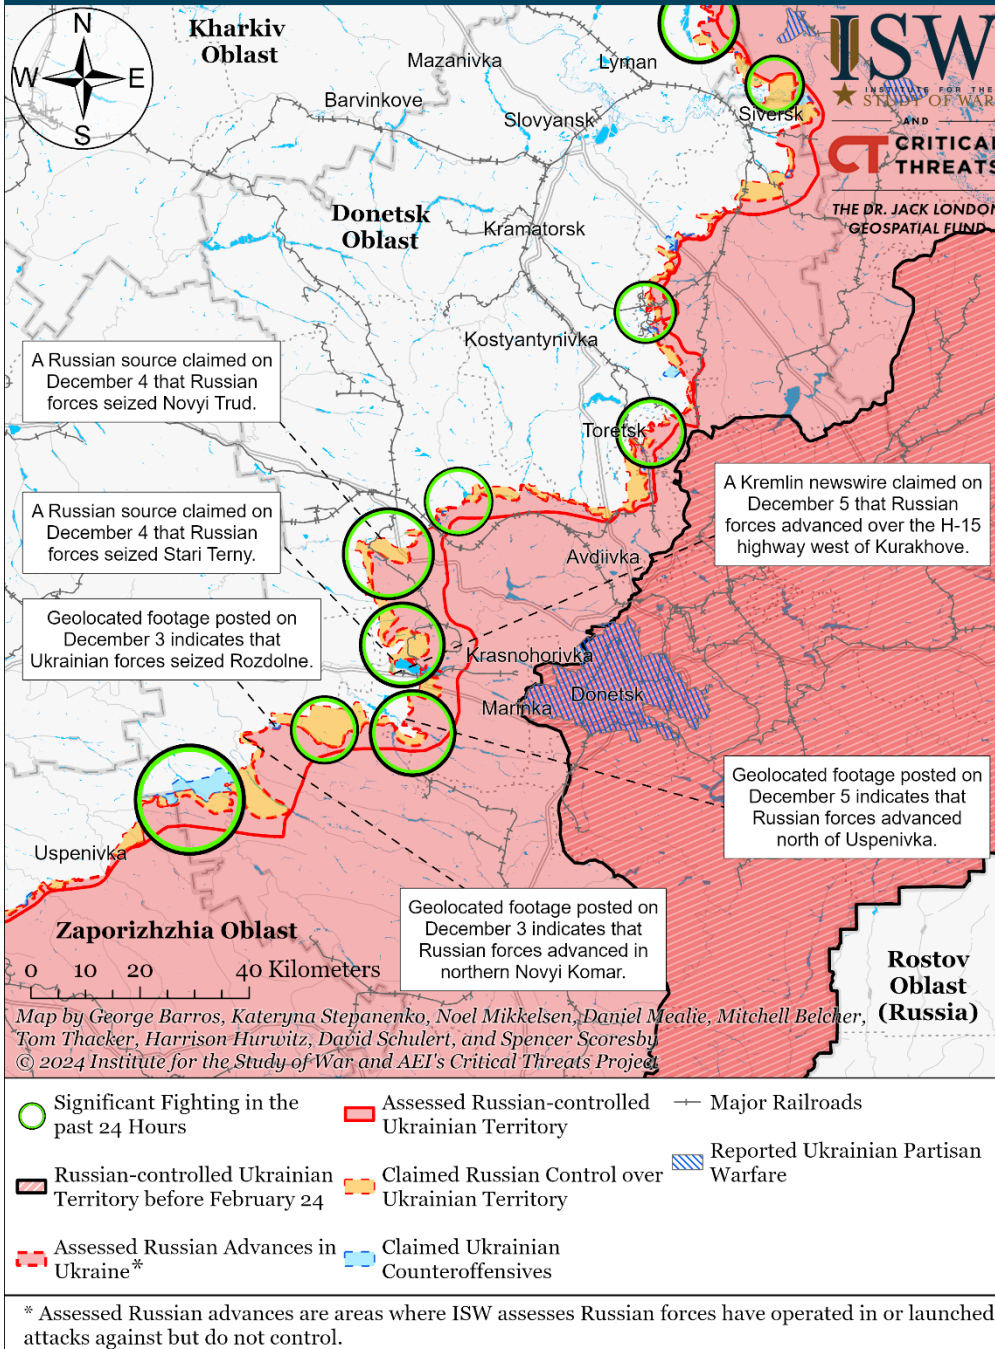 N
W
E
S
Kharkiv
Oblast
Mazanivka
Lyman
Barvinkove
Slovyansk
Siversk
ISW
INSTITUTE FOR THE
STUDY OF WAR
AND
CT CRITICAL
THREATS
THE DR. JACK LONDON
GEOSPATIAL FUND
Donetsk
Oblast
Kramatorsk
Kostyantynivka
A Russian source claimed on
December 4 that Russian
forces seized Novyi Trud.
Toretsk
A Kremlin newswire claimed on
December 5 that Russian
forces advanced over the H-15
highway west of Kurakhove.
A Russian source claimed on
December 4 that Russian
forces seized Stari Terny.
Avdiivka
Geolocated footage posted on
December 3 indicates that
Ukrainian forces seized Rozdolne.
Krasnohorivka
Donetsk
Marinka
Geolocated footage posted on
December 5 indicates that
Russian forces advanced
north of Uspenivka.
Uspenivka
Geolocated footage posted on
December 3 indicates that
Russian forces advanced in
northern Novyi Komar.
Zaporizhzhia Oblast
Rostov
Oblast
(Russia)
0 10 20 40 Kilometers
Map by George Barros, Kateryna Stepanenko, Noel Mikkelsen, Daniel Mealie, Mitchell Belcher,
Tom Thacker, Harrison Hurwitz, David Schulert, and Spencer Scoresby
© 2024 Institute for the Study of War and AEI's Critical Threats Project
Significant Fighting in the
past 24 Hours
Assessed Russian-controlled
Ukrainian Territory
Major Railroads
Russian-controlled Ukrainian
Territory before February 24
Claimed Russian Control over
Ukrainian Territory
Reported Ukrainian Partisan
Warfare
Assessed Russian Advances in
Ukraine*
Claimed Ukrainian
Counteroffensives
* Assessed Russian advances are areas where ISW assesses Russian forces have operated in or launched
attacks against but do not control.